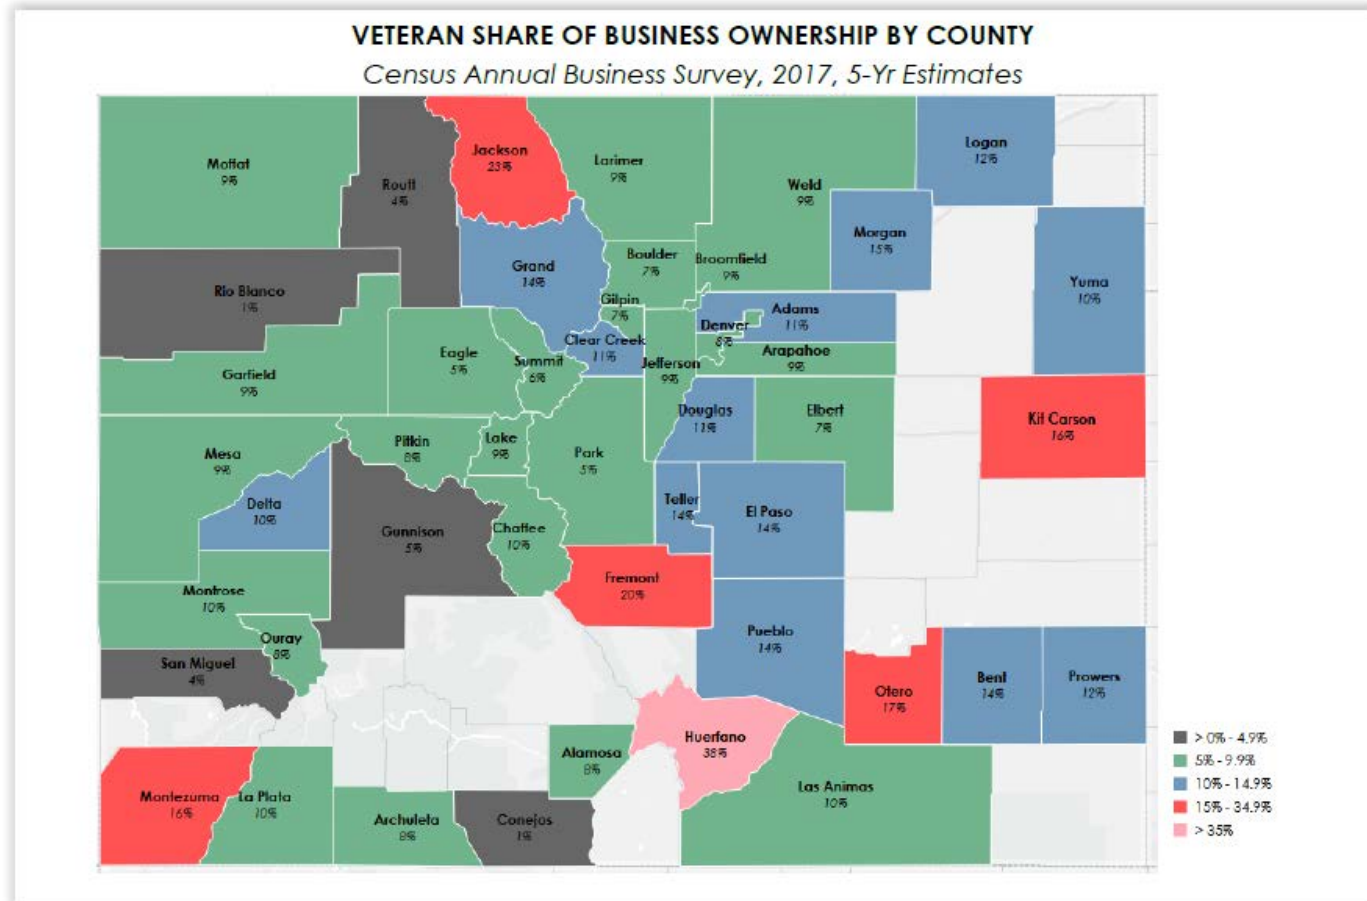 VETERAN SHARE OF BUSINESS OWNERSHIP BY COUNTY
Census Annual Business Survey, 2017, 5-Yr Estimates
Moffat
9%
Routt
4%
Jackson
23%
Larimer
9%
Weld
9%
Logan
12%
Morgan
15%
Yuma
10%
Rio Blanco
1%
Grand
14%
Boulder
7%
Broomfield
9%
Gilpin
7%
Adams
11%
Denver
8%
Clear Creek
11%
Arapahoe
9%
Garfield
9%
Eagle
5%
Summit
6%
Jefferson
9%
Douglas
11%
Elbert
7%
Kit Carson
16%
Mesa
9%
Pitkin
8%
Lake
9%
Park
5%
Delta
10%
Gunnison
5%
Chaffee
10%
Teller
14%
El Paso
14%
Fremont
20%
Montrose
10%
Ouray
8%
San Miguel
4%
Pueblo
14%
Otero
17%
Bent
14%
Prowers
12%
Huerfano
38%
Alamosa
8%
Las Animas
10%
Montezuma
16%
La Plata
10%
Archuleta
8%
Conejos
1%
> 0% - 4.9%
5% - 9.9%
10% - 14.9%
15% - 34.9%
> 35%